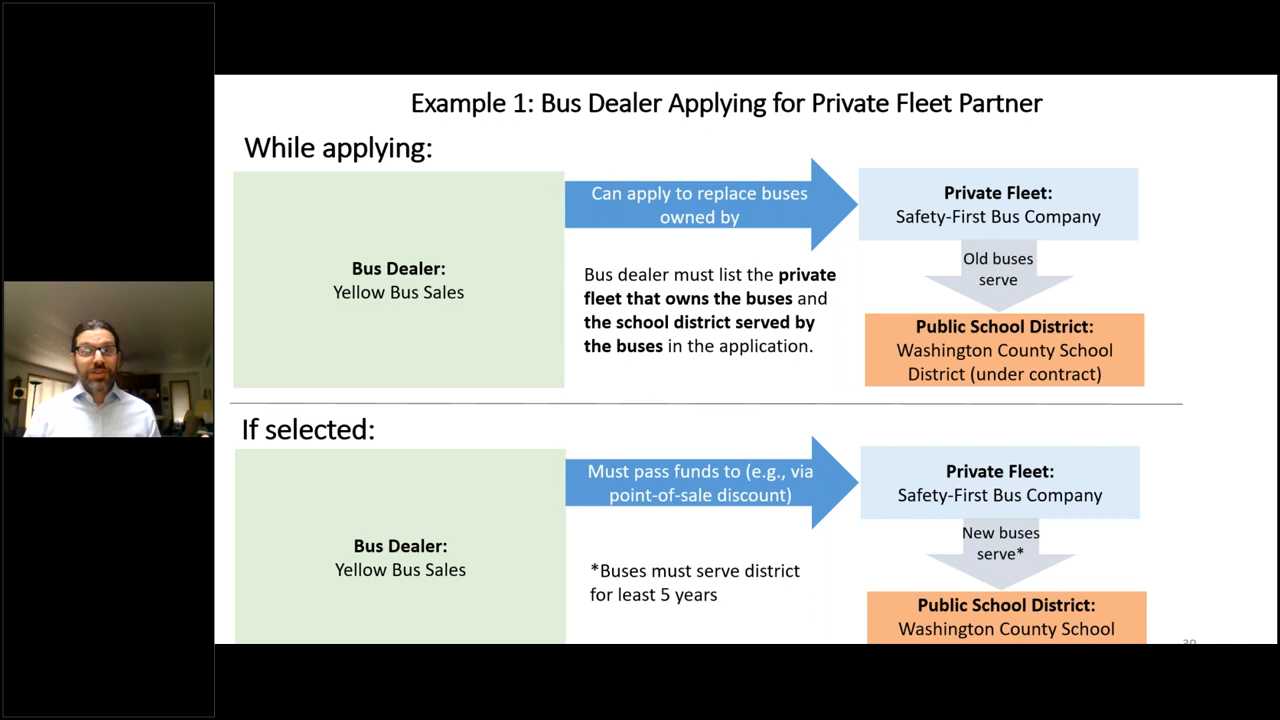 Example 1: Bus Dealer Applying for Private Fleet Partner
While applying:
Bus Dealer:
Yellow Bus Sales
Can apply to replace buses
owned by
Bus dealer must list the private
fleet that owns the buses and
the school district served by
the buses in the application.
Private Fleet:
Safety-First Bus Company
Old buses
serve
Public School District:
Washington County School
District (under contract)
If selected:
Bus Dealer:
Yellow Bus Sales
Must pass funds to (e.g., via
point-of-sale discount)
*Buses must serve district
for least 5 years
Private Fleet:
Safety-First Bus Company
New buses
serve*
Public School District:
Washington County School